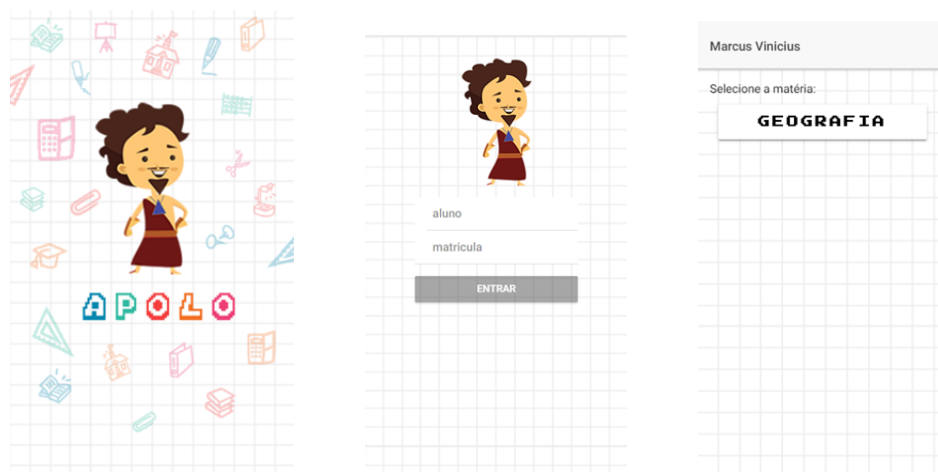 APOLO
aluno
matricula
ENTRAR
Marcus Vinicius
Selecione a matéria:
GEOGRAFIA